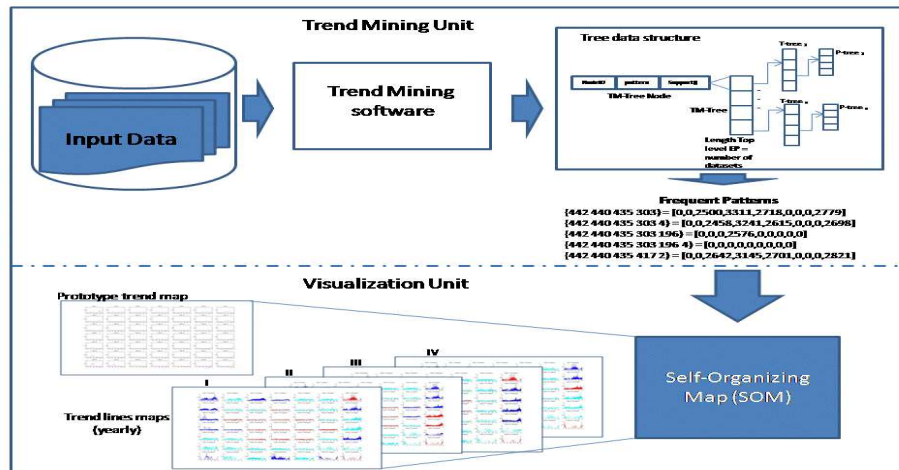 Trend Mining Unit
Input Data
Trend Mining
software
Tree data structure
pattern
TM-Tree Node
TM-Tree
T-tree
P-tree
T-tree
P-tree
Length Top
level EP =
number of
datasets
Frequent Patterns
{442 440 435 303} = [0,0,2500,3311,2718,0,0,0,2779]
{442 440 435 303 4} = [0,0,2458,3241,2615,0,0,0,2698]
{442 440 435 303 196} = [0,0,0,2576,0,0,0,0,0]
{442 440 435 303 196 4} = [0,0,0,0,0,0,0,0,0]
{442 440 435 417 2} = [0,0,2642,3145,2701,0,0,0,2821]
Visualization Unit
Prototype trend map
I
II
III
IV
Trend lines maps
(yearly)
Self-Organizing
Map (SOM)